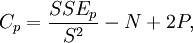 $C_p = \frac{SSE_p}{S^2} - N + 2P,$